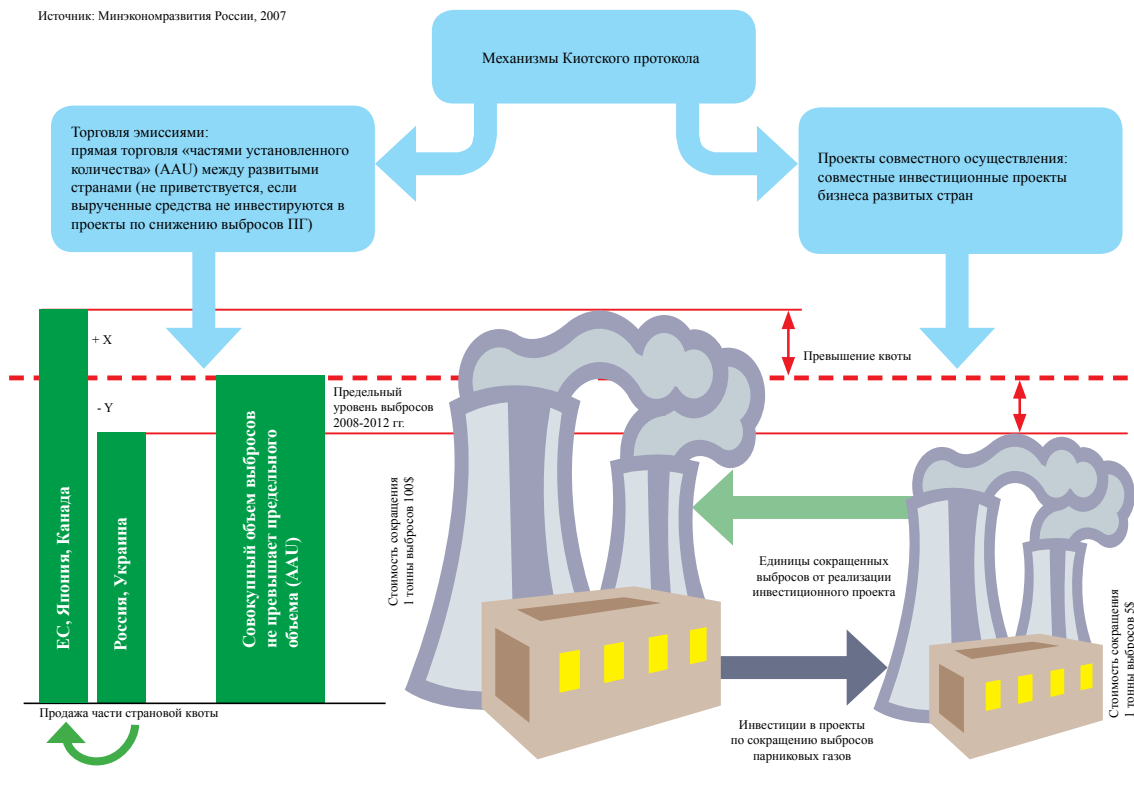 Источник: Минэкономразвития России, 2007
Механизмы Киотского протокола
Торговля эмиссиями:
прямая торговля «частями установленного
количества» (AAU) между развитыми
странами (не приветствуется, если
вырученные средства не инвестируются в
проекты по снижению выбросов ПГ)
Проекты совместного осуществления:
совместные инвестиционные проекты
бизнеса развитых стран
+ X
- Y
Превышение квоты
Предельный
уровень выбросов
2008-2012 гг.
ЕС, Япония, Канада
Россия, Украина
Совокупный объем выбросов
не превышает предельного
объема (AAU)
Стоимость сокращения
1 тонны выбросов 100$
Единицы сокращенных
выбросов от реализации
инвестиционного проекта
Стоимость сокращения
1 тонны выбросов 5$
Продажа части страновой квоты
Инвестиции в проекты
по сокращению выбросов
парниковых газов